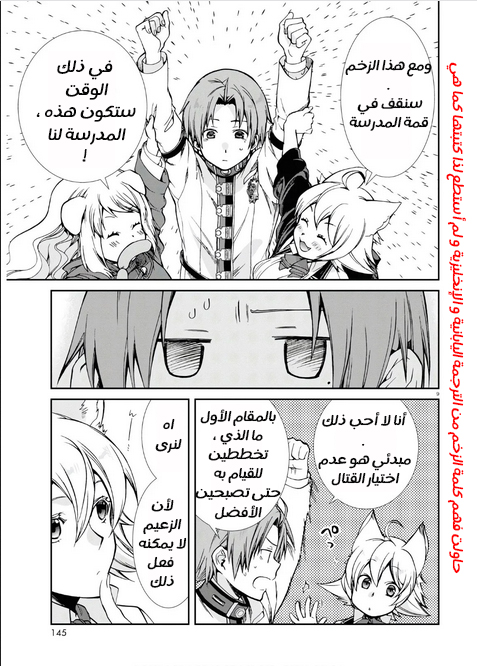 ومع هذا الزخم
.
سنقف في
قمة المدرسة
في ذلك
الوقت
ستكون هذه ،
المدرسة لنا
!
حاولت فهم كلمة الزخم من الترجمة اليابانية و الإنجليزية و لم أستطع لذا كتبتها كما هي
9
أنا لا أحب ذلك
.
مبدئي هو عدم
اختيار القتال
بالمقام الأول
ما الذي ،
تخططين
للقيام به
حتى تصبحين
الأفضل
اه
لنرى
لأن
الزعيم
لا يمكنه
فعل
ذلك
145